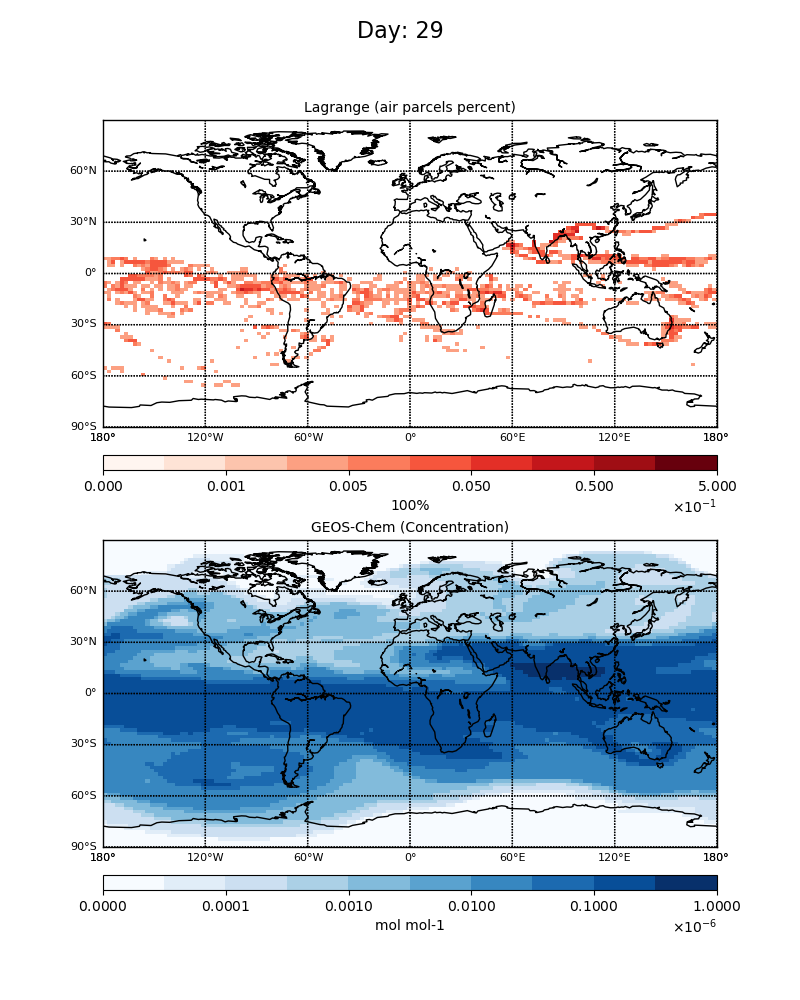 Day: 29
Lagrange (air parcels percent)
60°N
30°N
0°
30°S
60°S
90°S
180° 120°W 60°W 0° 60°E 120°E 180°
0.000 0.001 0.005 0.050 0.500 5.000
100% ×10⁻¹
GEOS-Chem (Concentration)
60°N
30°N
0°
30°S
60°S
90°S
180° 120°W 60°W 0° 60°E 120°E 180°
0.0000 0.0001 0.0010 0.0100 0.1000 1.0000
mol mol-1 ×10⁻⁶